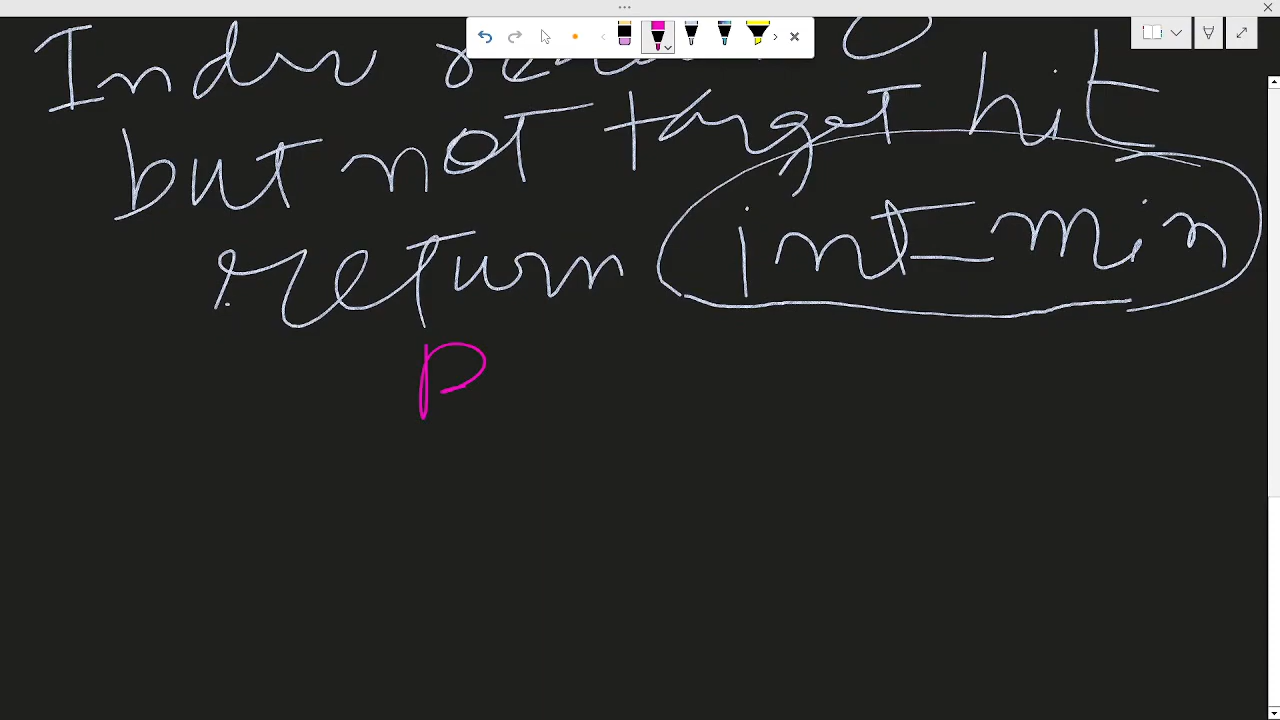 Index
but not target hit
return int_min
P